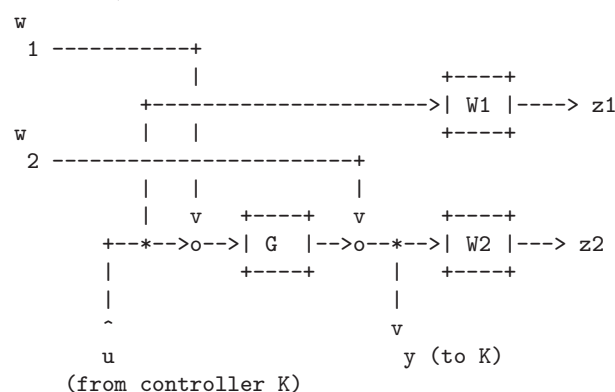 w
1 -----------+
|                +----+
+---------------------->| W1 |----> z1
w         |  |                +----+
2 ------------------------+
|  |          |
|  v  +----+  v     +----+
+--*-->o-->| G  |-->o--*-->| W2 |---> z2
|          +----+      |   +----+
|                      |
^                      v
u                      y (to K)
(from controller K)